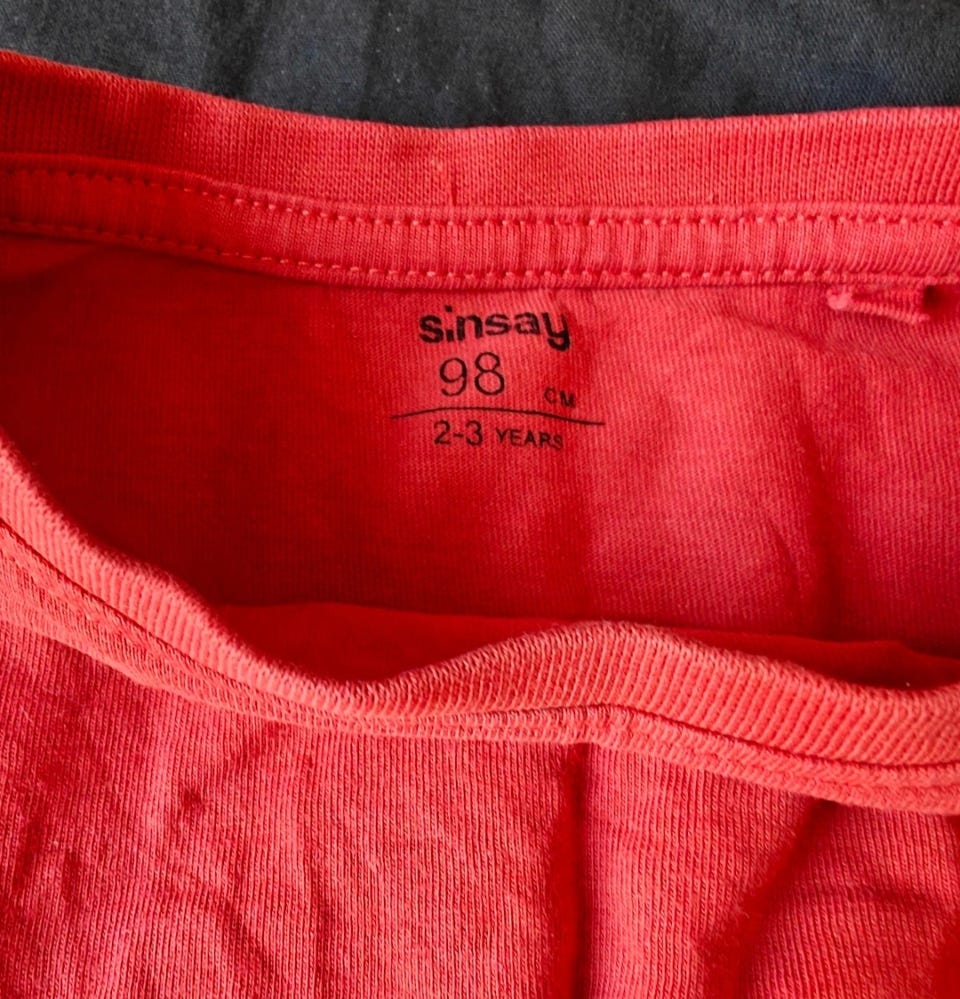 sinsay
98 CM
2-3 YEARS